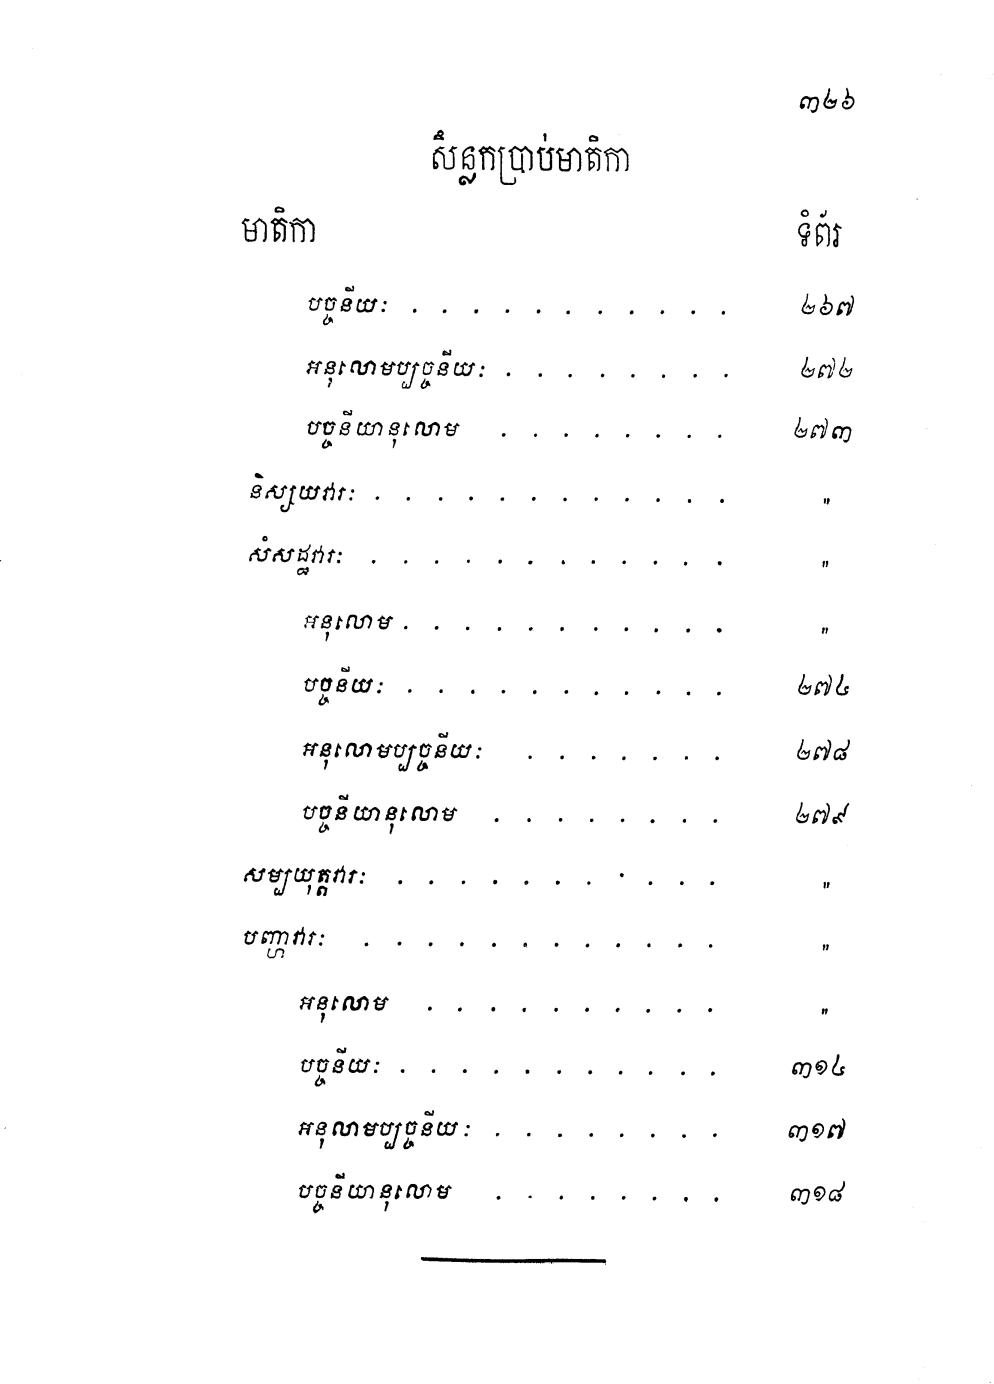 ៣២៦
សន្លឹកប្រាប់មាតិកា
មាតិកា ទំព័រ
បច្ចនីយៈ . . . . . . . . . . . ២៦៧
អនុលោមប្បច្ចនីយៈ . . . . . . . . ២៧២
បច្ចនីយានុលោម . . . . . . . . ២៧៣
និស្សយវារៈ . . . . . . . . . . . . "
សំសដ្ឋវារៈ . . . . . . . . . . . . "
អនុលោម . . . . . . . . . . . "
បច្ចនីយៈ . . . . . . . . . . . ២៧៤
អនុលោមប្បច្ចនីយៈ . . . . . . . ២៧៨
បច្ចនីយានុលោម . . . . . . . . ២៧៩
សម្បយុត្តវារៈ . . . . . . . . . . . "
បញ្ហាវារៈ . . . . . . . . . . . . "
អនុលោម . . . . . . . . . . "
បច្ចនីយៈ . . . . . . . . . . . ៣១៤
អនុលាមប្បច្ចនីយៈ . . . . . . . . ៣១៧
បច្ចនីយានុលោម . . . . . . . . ៣១៨